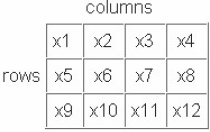 columns
x1 x2 x3 x4
rows x5 x6 x7 x8
x9 x10 x11 x12